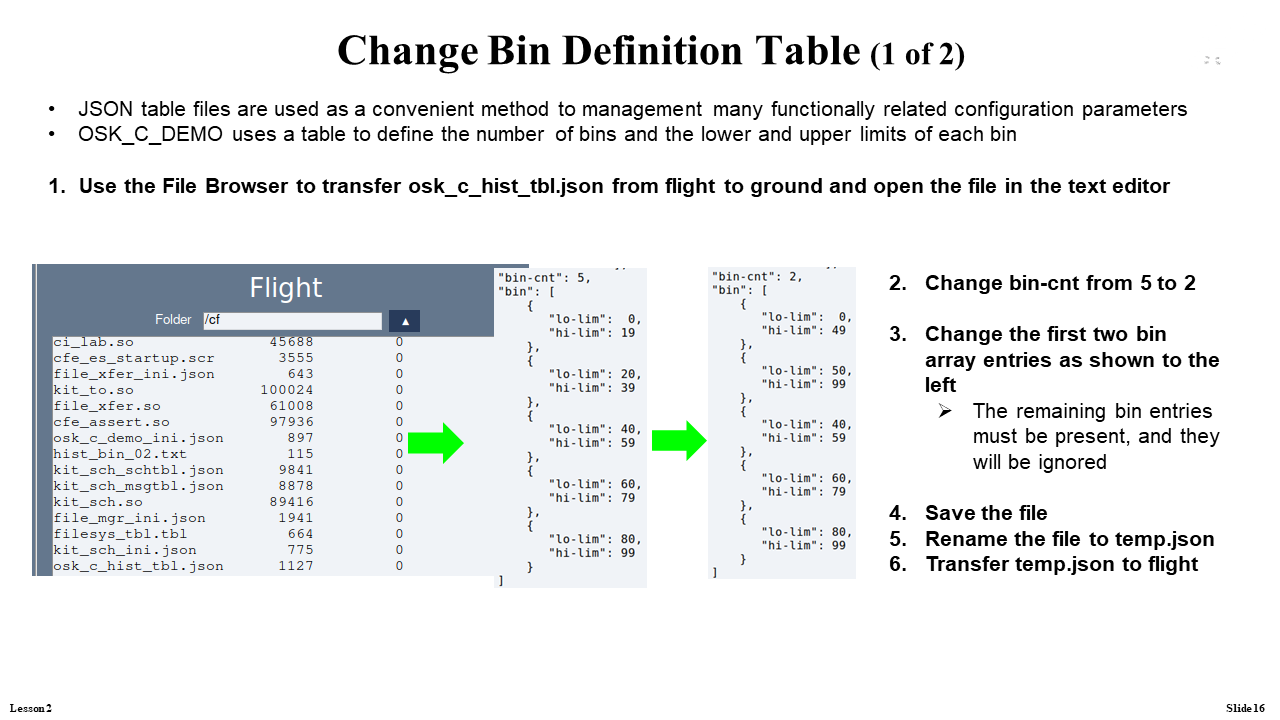 Change Bin Definition Table (1 of 2)
• JSON table files are used as a convenient method to management many functionally related configuration parameters
• OSK_C_DEMO uses a table to define the number of bins and the lower and upper limits of each bin
1. Use the File Browser to transfer osk_c_hist_tbl.json from flight to ground and open the file in the text editor
Flight
Folder /cf ▲
ci_lab.so 45688 0
cfe_es_startup.scr 3555 0
file_xfer_ini.json 643 0
kit_to.so 100024 0
file_xfer.so 61008 0
cfe_assert.so 97936 0
osk_c_demo_ini.json 897 0
hist_bin_02.txt 115 0
kit_sch_schtbl.json 9841 0
kit_sch_msgtbl.json 8878 0
kit_sch.so 89416 0
file_mgr_ini.json 1941 0
filesys_tbl.tbl 664 0
kit_sch_ini.json 775 0
osk_c_hist_tbl.json 1127 0
"bin-cnt": 5,
"bin": [
{
"lo-lim": 0,
"hi-lim": 19
},
{
"lo-lim": 20,
"hi-lim": 39
},
{
"lo-lim": 40,
"hi-lim": 59
},
{
"lo-lim": 60,
"hi-lim": 79
},
{
"lo-lim": 80,
"hi-lim": 99
}
]
"bin-cnt": 2,
"bin": [
{
"lo-lim": 0,
"hi-lim": 49
},
{
"lo-lim": 50,
"hi-lim": 99
},
{
"lo-lim": 40,
"hi-lim": 59
},
{
"lo-lim": 60,
"hi-lim": 79
},
{
"lo-lim": 80,
"hi-lim": 99
}
]
2. Change bin-cnt from 5 to 2
3. Change the first two bin
array entries as shown to the
left
➢ The remaining bin entries
must be present, and they
will be ignored
4. Save the file
5. Rename the file to temp.json
6. Transfer temp.json to flight
Lesson 2
Slide 16